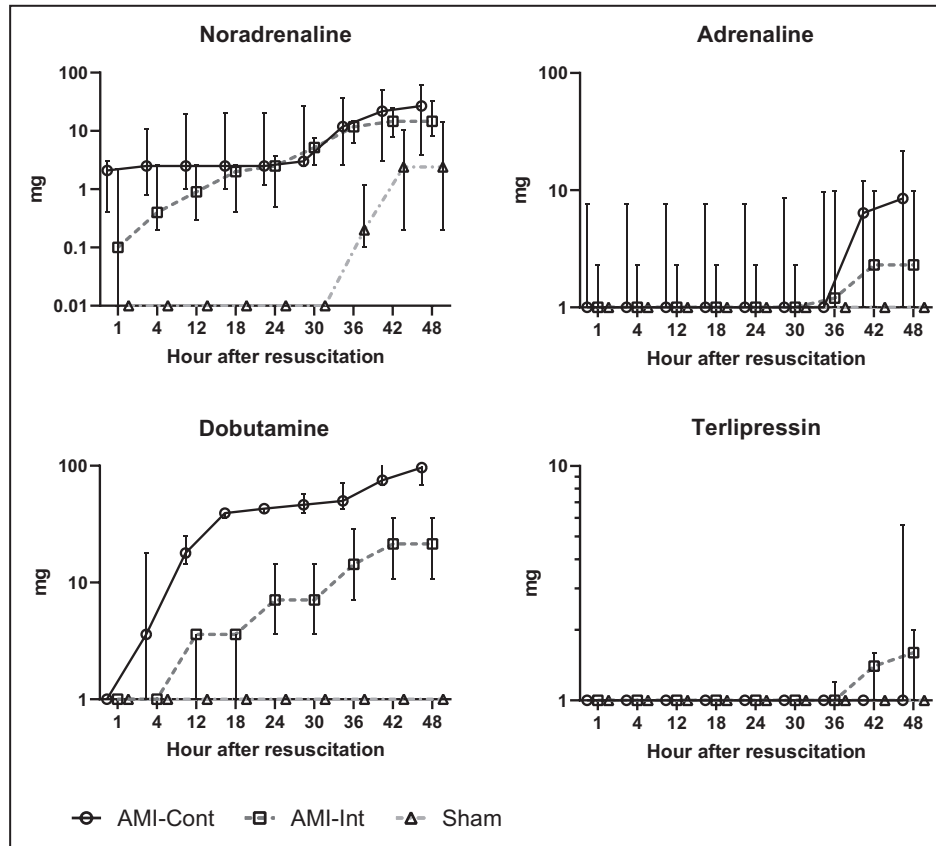 Noradrenaline
100
10
1
0.1
0.01
mg
1 4 12 18 24 30 36 42 48
Hour after resuscitation
Adrenaline
100
10
1
mg
1 4 12 18 24 30 36 42 48
Hour after resuscitation
Dobutamine
100
10
1
mg
1 4 12 18 24 30 36 42 48
Hour after resuscitation
Terlipressin
10
1
mg
1 4 12 18 24 30 36 42 48
Hour after resuscitation
AMI-Cont AMI-Int Sham